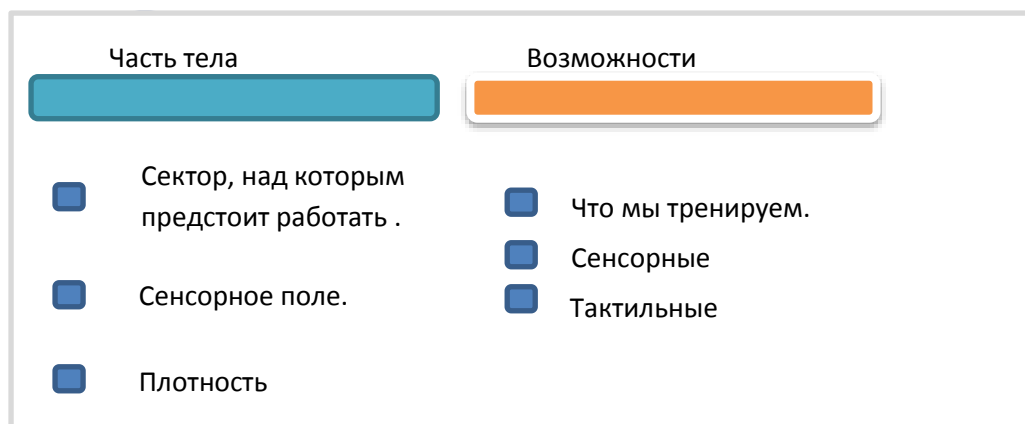 Часть тела
Возможности
Сектор, над которым
предстоит работать .
Сенсорное поле.
Плотность
Что мы тренируем.
Сенсорные
Тактильные